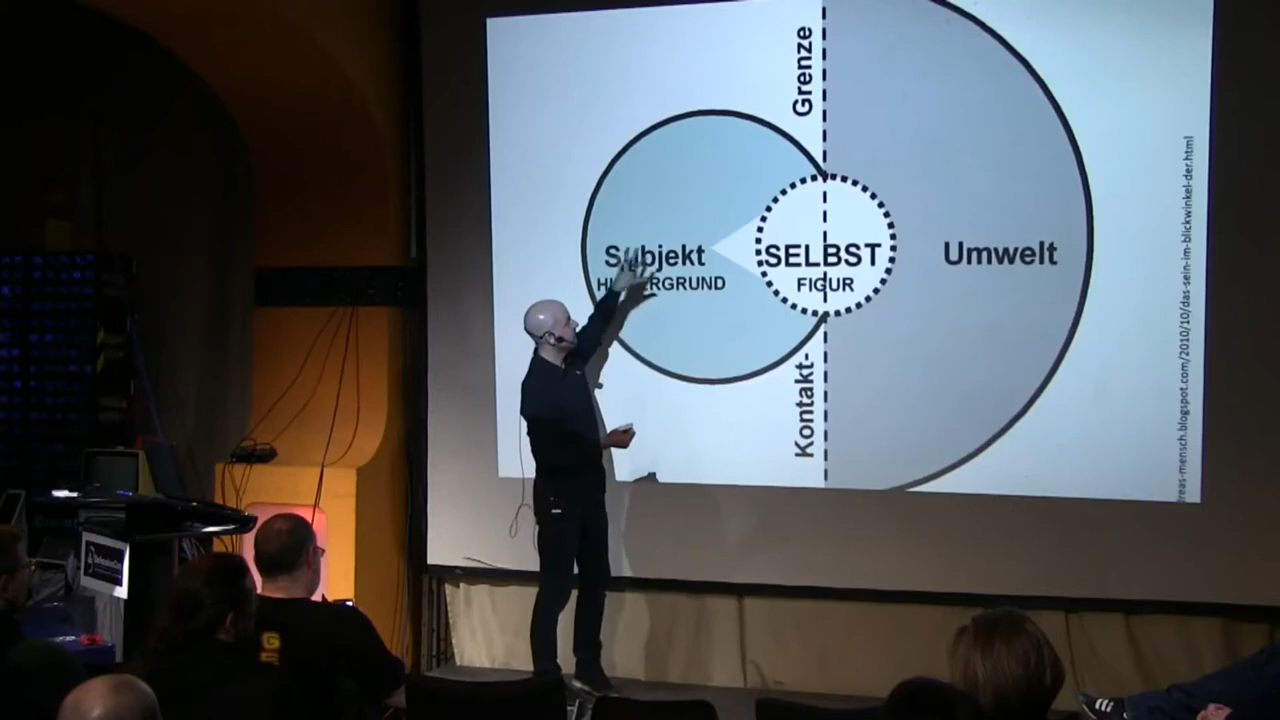 Grenze
Subjekt
SELBST
Umwelt
FIGUR
Kontakt-
reas-mensch.blogspot.com/2010/10/das-sein-im-blickwinkel-der.html